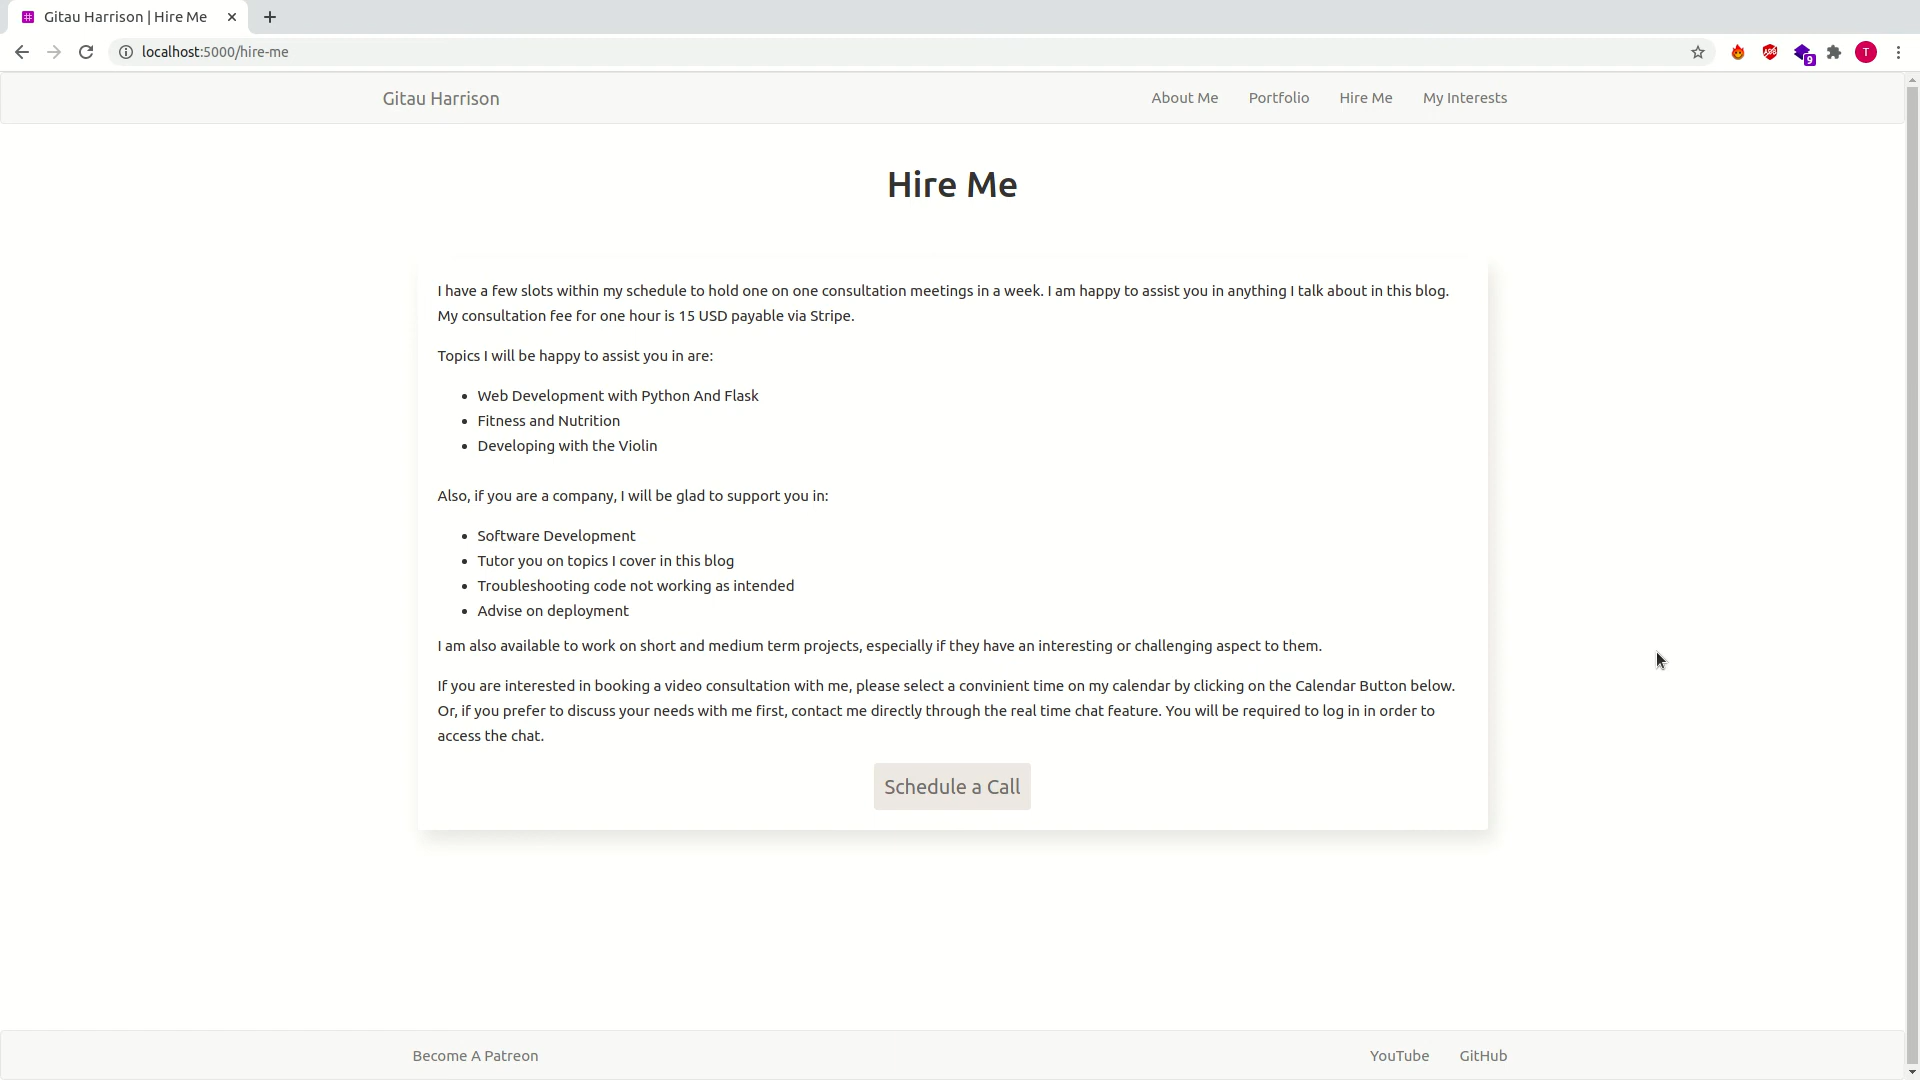 Gitau Harrison | Hire Me
localhost:5000/hire-me
ABP
9
T
Gitau Harrison
About Me
Portfolio
Hire Me
My Interests
Hire Me
I have a few slots within my schedule to hold one on one consultation meetings in a week. I am happy to assist you in anything I talk about in this blog.
My consultation fee for one hour is 15 USD payable via Stripe.
Topics I will be happy to assist you in are:
Web Development with Python And Flask
Fitness and Nutrition
Developing with the Violin
Also, if you are a company, I will be glad to support you in:
Software Development
Tutor you on topics I cover in this blog
Troubleshooting code not working as intended
Advise on deployment
I am also available to work on short and medium term projects, especially if they have an interesting or challenging aspect to them.
If you are interested in booking a video consultation with me, please select a convinient time on my calendar by clicking on the Calendar Button below.
Or, if you prefer to discuss your needs with me first, contact me directly through the real time chat feature. You will be required to log in in order to
access the chat.
Schedule a Call
Become A Patreon
YouTube
GitHub